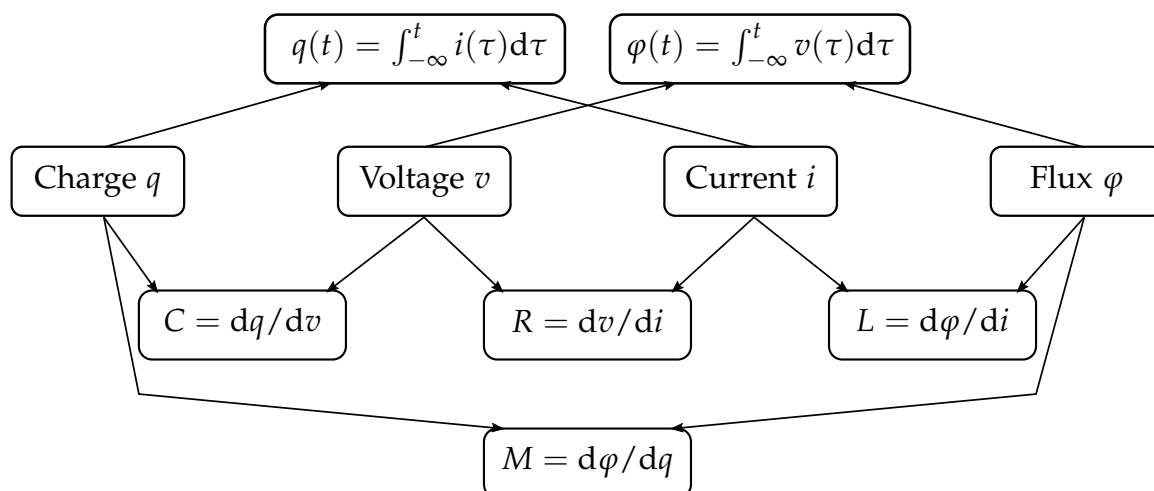 q(t) = ∫_{-∞}^{t} i(τ)dτ
φ(t) = ∫_{-∞}^{t} v(τ)dτ
Charge q
Voltage v
Current i
Flux φ
C = dq/dv
R = dv/di
L = dφ/di
M = dφ/dq